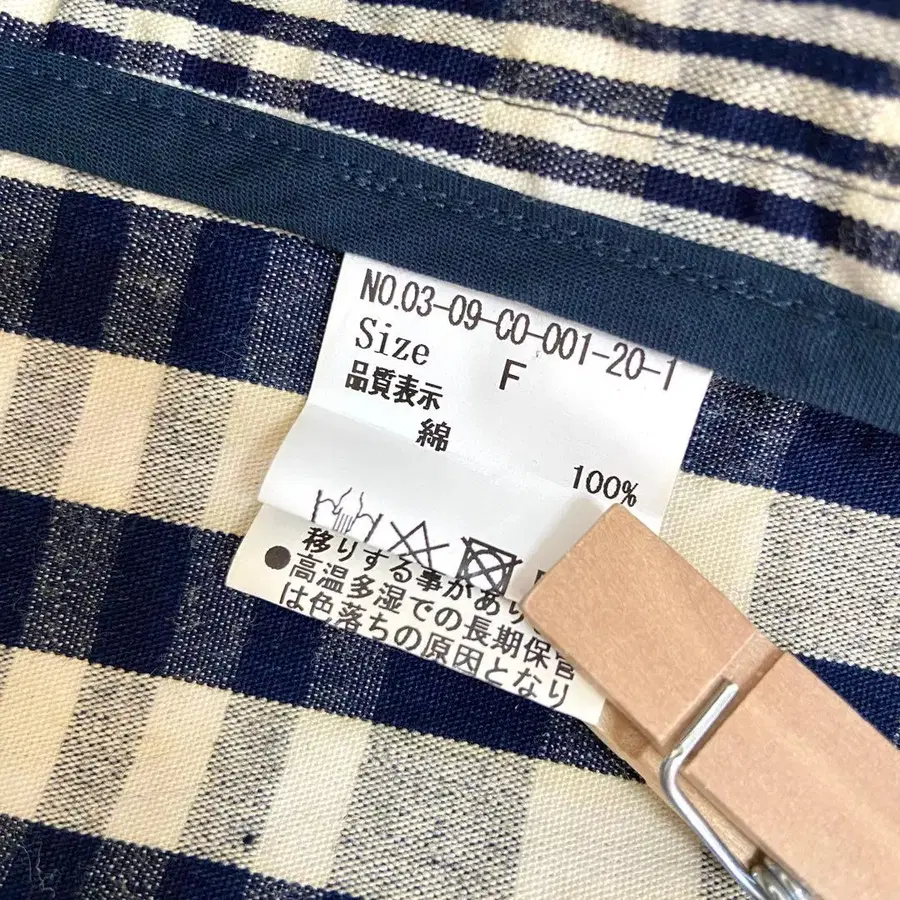 NO.03-09-CO-001-20-1
Size F
品質表示
綿 100%
移りする事があり
●高温多湿での長期保管
は色落ちの原因となり